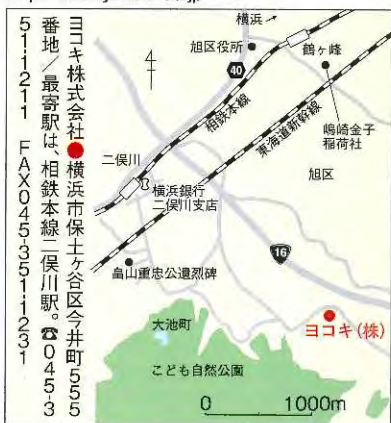 ヨコキ株式会社●横浜市保土ヶ谷区今井町555
番地/最寄駅は、相鉄本線二俣川駅。☎045-3
51-1211 FAX045-351-1231
横浜
旭区役所
鶴ヶ峰
40
相鉄本線
東海道新幹線
嶋崎金子
稲荷社
旭区
二俣川
横浜銀行
二俣川支店
16
畠山重忠公遺烈碑
大池町
ヨコキ(株)
こども自然公園
0 1000m